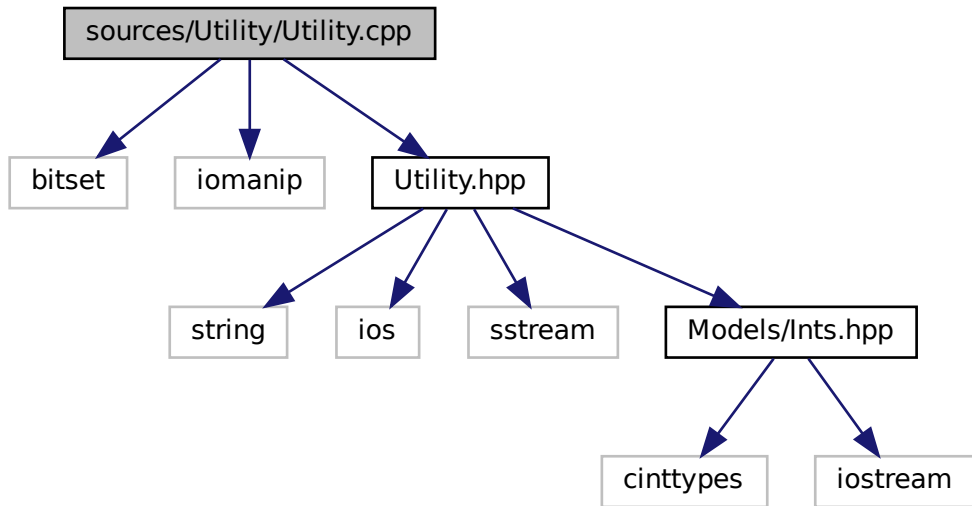 sources/Utility/Utility.cpp
bitset
iomanip
Utility.hpp
string
ios
sstream
Models/Ints.hpp
cinttypes
iostream